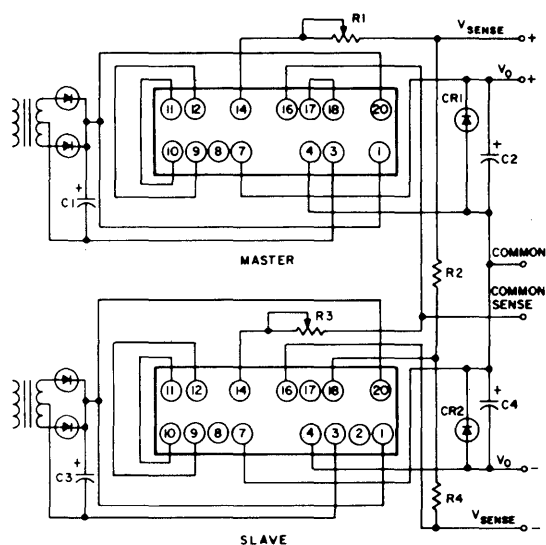 R1
V SENSE +
11 12 14 16 17 18 20
VO +
CR1
10 9 8 7 4 3 1
+
C1
+
C2
MASTER
COMMON
R2
COMMON
SENSE
R3
11 12 14 16 17 18 20
+
C4
CR2
10 9 8 7 4 3 2 1
+
C3
VO −
R4
V SENSE −
SLAVE